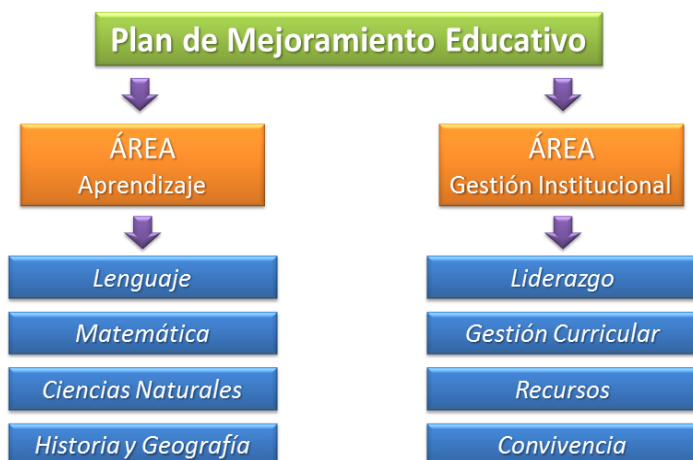 Plan de Mejoramiento Educativo
ÁREA
Aprendizaje
Lenguaje
Matemática
Ciencias Naturales
Historia y Geografía
ÁREA
Gestión Institucional
Liderazgo
Gestión Curricular
Recursos
Convivencia